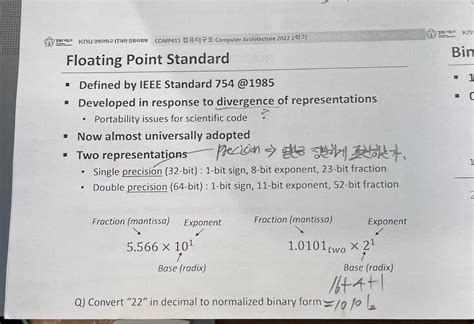 KNU 경북대학교 IT대학 컴퓨터학부 COMP411 컴퓨터구조 Computer Architecture 2022 2학기
Floating Point Standard
▪ Defined by IEEE Standard 754 @1985
▪ Developed in response to divergence of representations
?
• Portability issues for scientific code
▪ Now almost universally adopted
▪ Two representations
precision ⇒ 얼마나 정밀하게 표현하는가.
• Single precision (32-bit) : 1-bit sign, 8-bit exponent, 23-bit fraction
• Double precision (64-bit) : 1-bit sign, 11-bit exponent, 52-bit fraction
Fraction (mantissa) Exponent Fraction (mantissa) Exponent
5.566 × 10¹ 1.0101two × 2¹
Base (radix) Base (radix)
16+4+1
Q) Convert "22" in decimal to normalized binary form =
KN
Bin
▪ 1